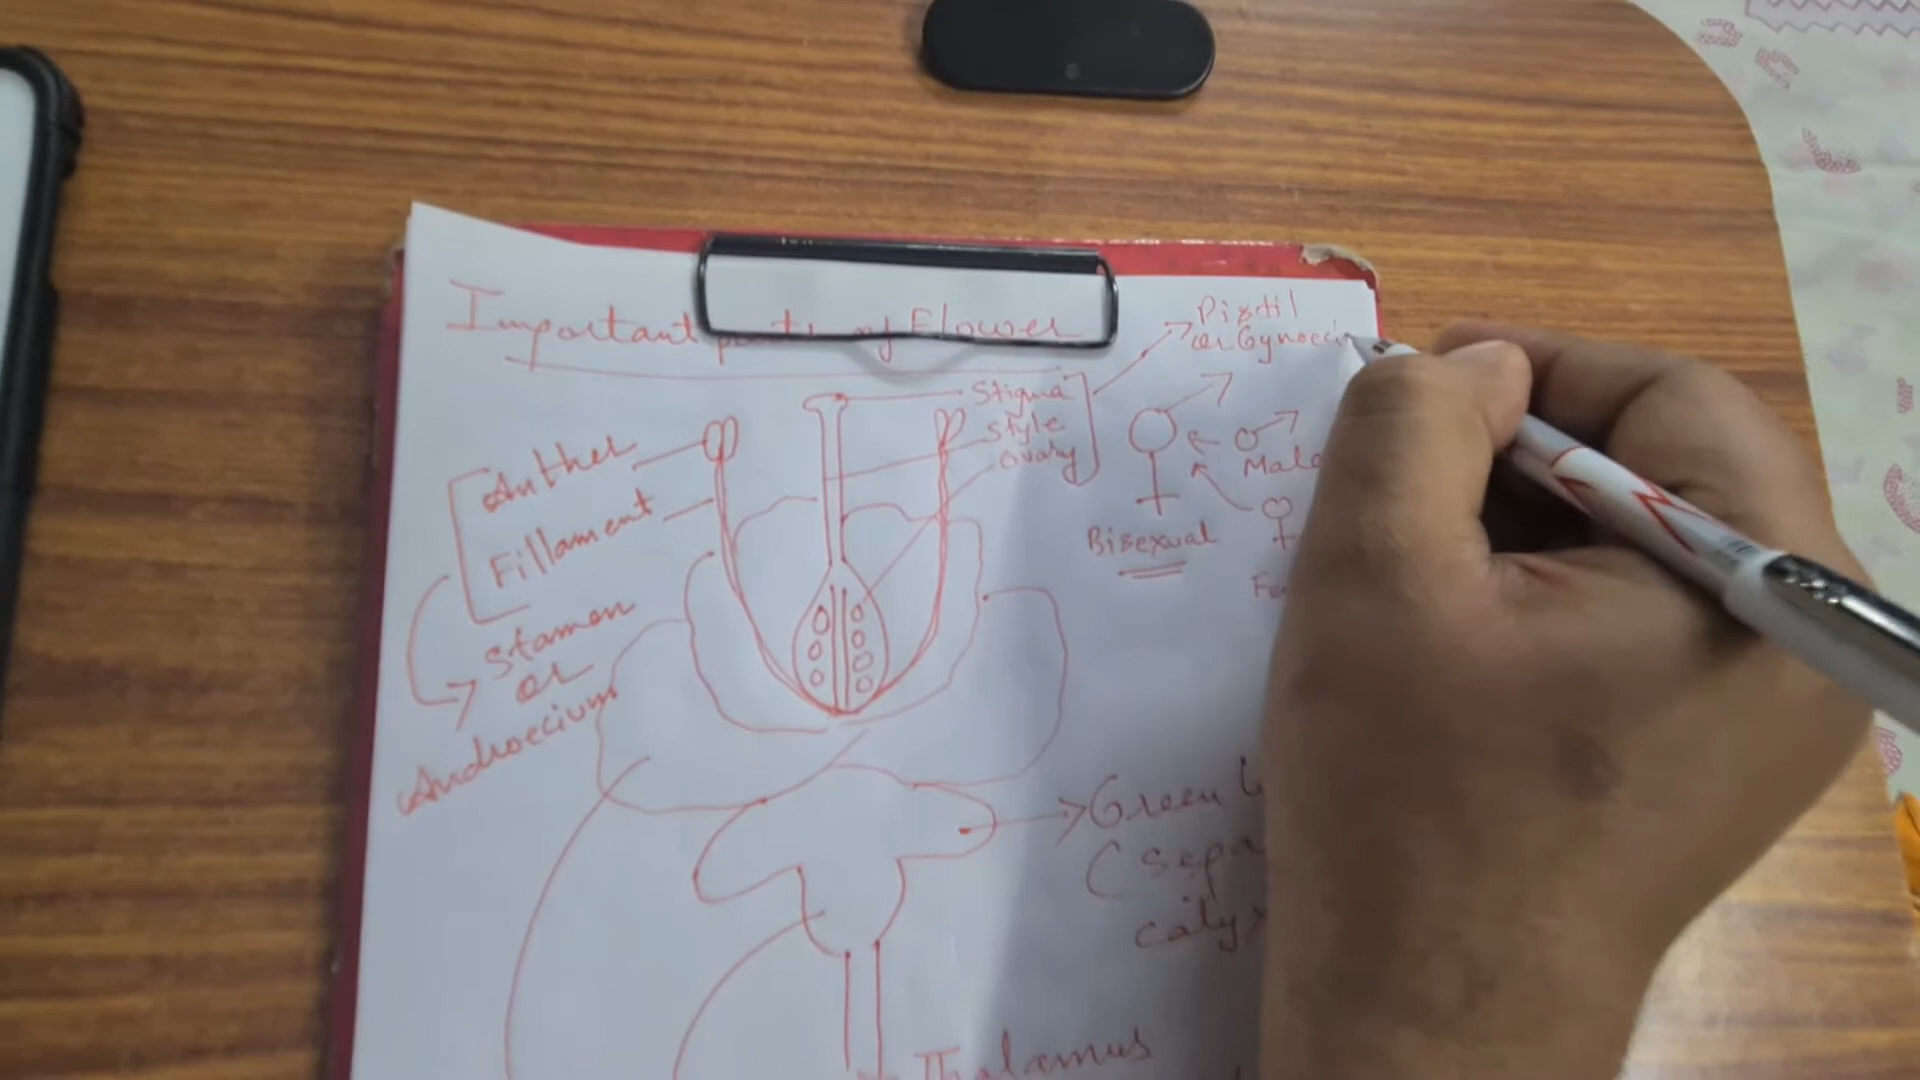 Important parts of Flower
Pistil
or Gynoeciu
Stigma
style
ovary
Anther
Fillament
Stamen
or
Androecium
Male
Bisexual
Green
(sepa
calyx
Thalamus